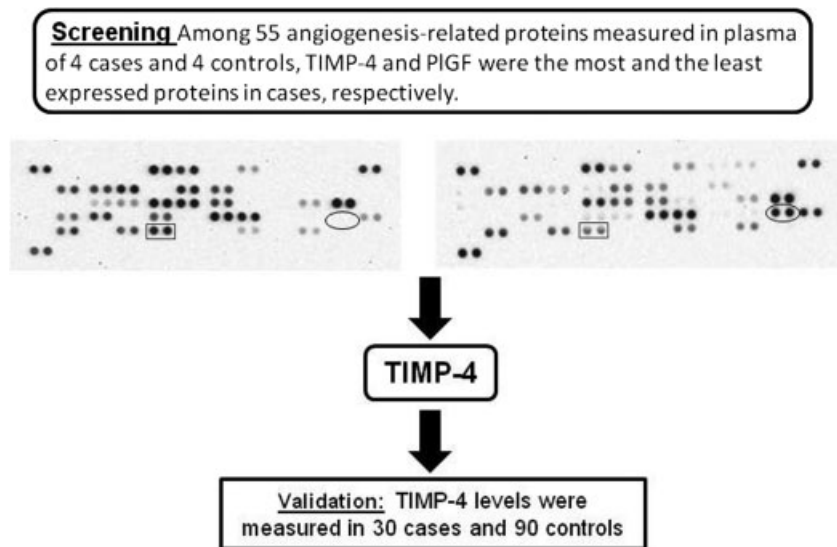 Screening Among 55 angiogenesis-related proteins measured in plasma
of 4 cases and 4 controls, TIMP-4 and PlGF were the most and the least
expressed proteins in cases, respectively.
TIMP-4
Validation: TIMP-4 levels were
measured in 30 cases and 90 controls